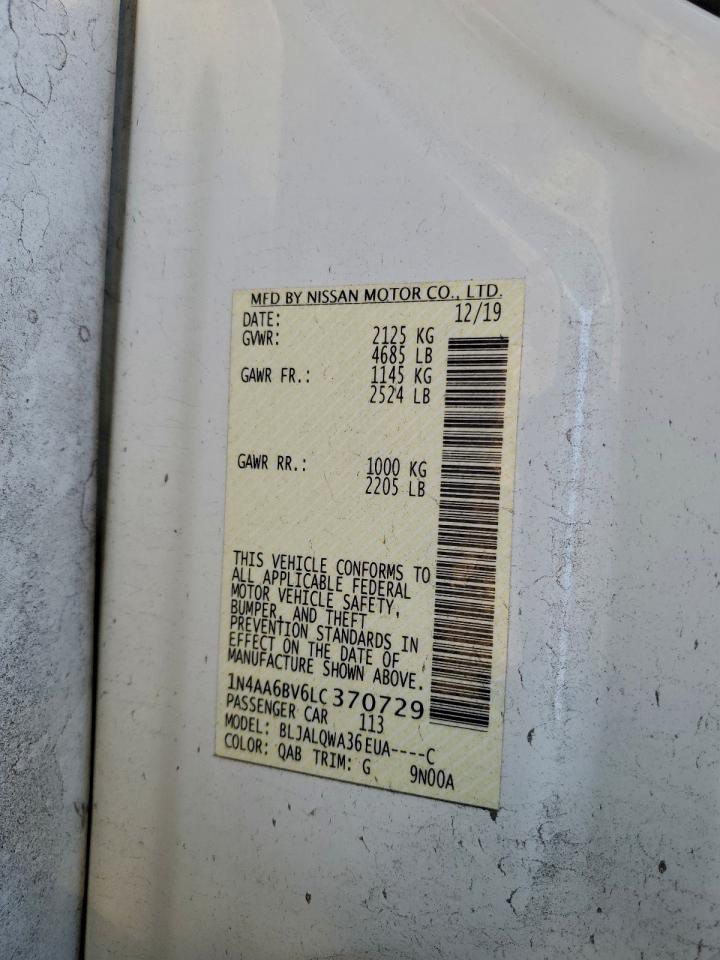 MFD BY NISSAN MOTOR CO., LTD.
DATE: 12/19
GVWR: 2125 KG
4685 LB
GAWR FR.: 1145 KG
2524 LB
GAWR RR.: 1000 KG
2205 LB
THIS VEHICLE CONFORMS TO
ALL APPLICABLE FEDERAL
MOTOR VEHICLE SAFETY,
BUMPER, AND THEFT
PREVENTION STANDARDS IN
EFFECT ON THE DATE OF
MANUFACTURE SHOWN ABOVE.
1N4AA6BV6LC370729
PASSENGER CAR 113
MODEL: BLJALQWA36EUA----C
COLOR: QAB TRIM: G 9N00A